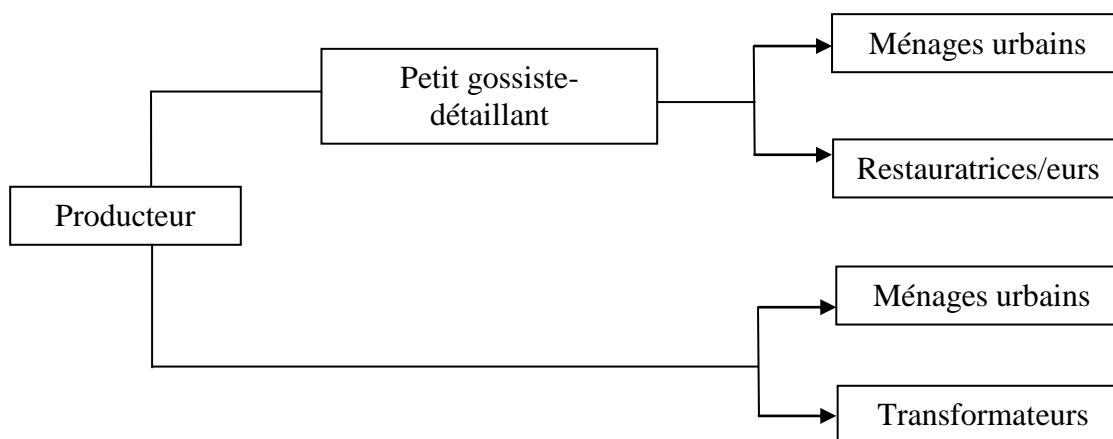 Ménages urbains
Petit gossiste-
détaillant
Restauratrices/eurs
Producteur
Ménages urbains
Transformateurs